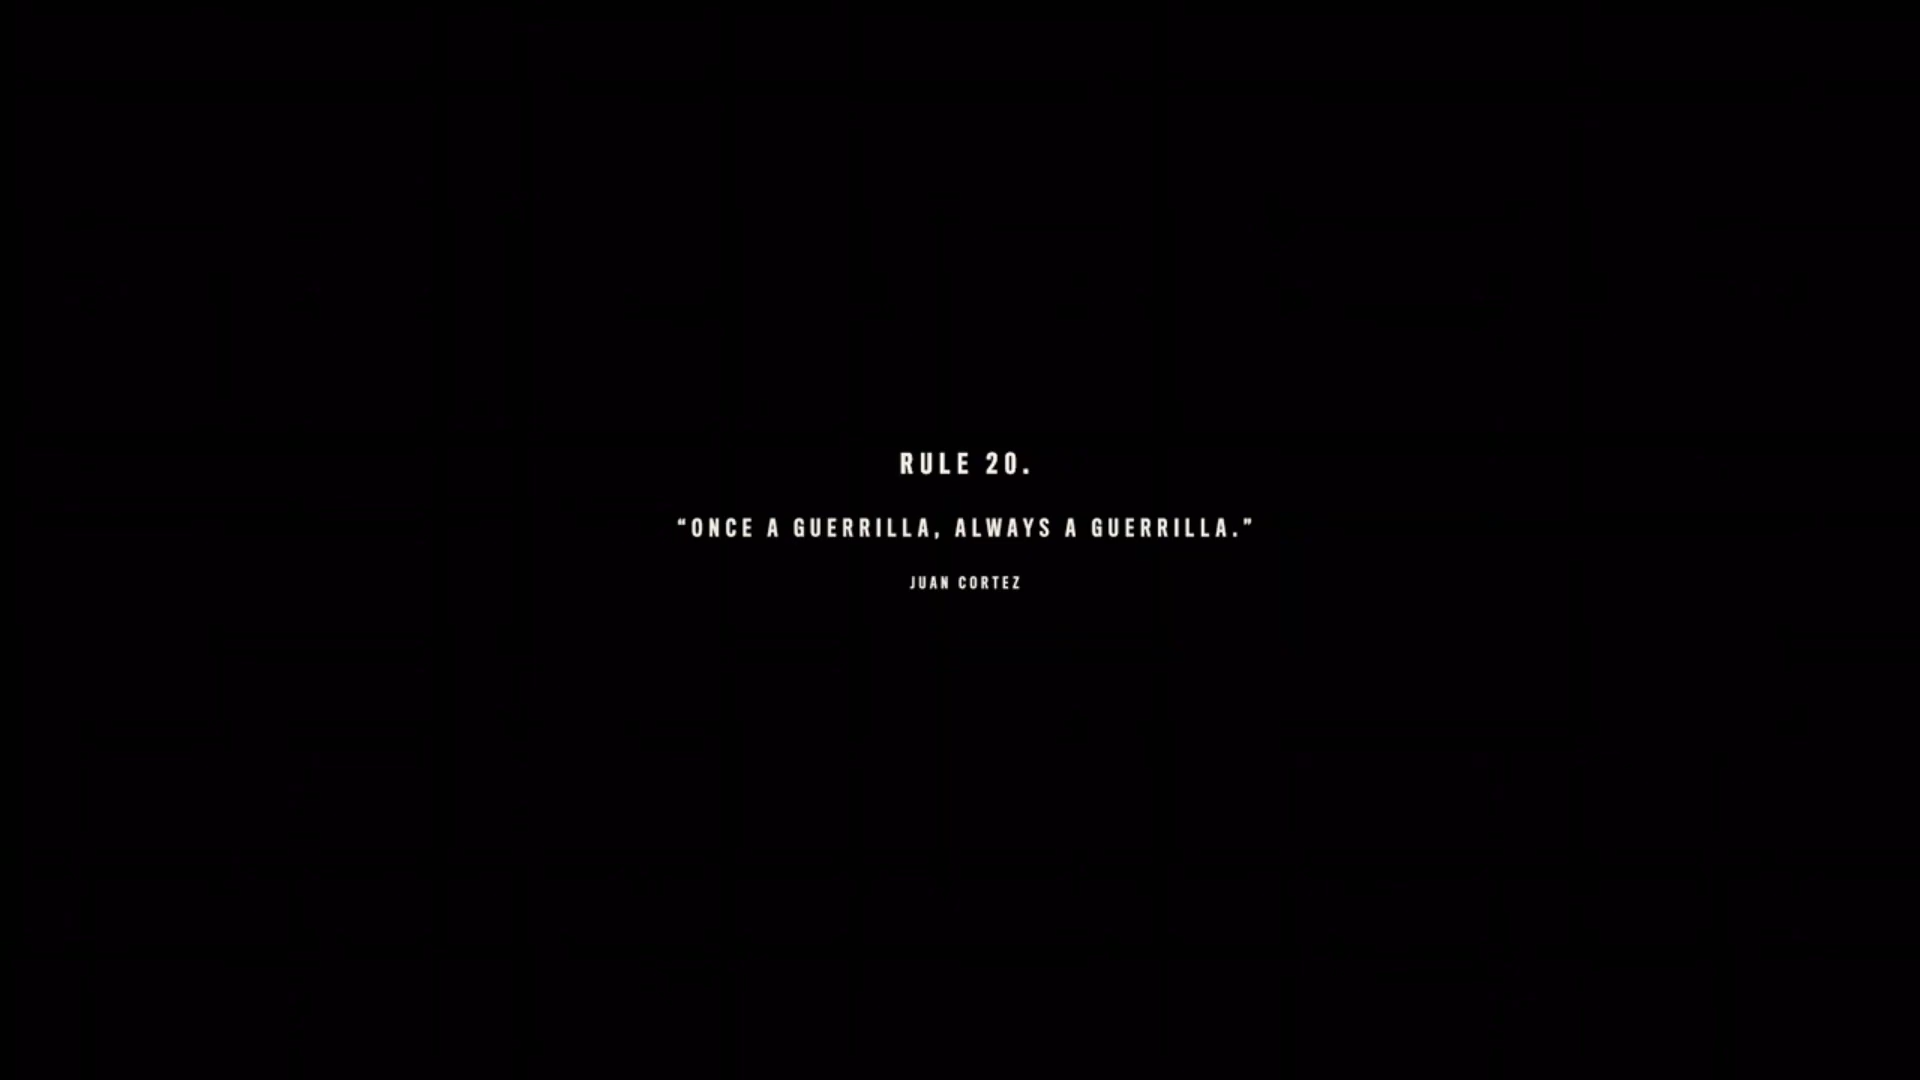 RULE 20.
“ONCE A GUERRILLA, ALWAYS A GUERRILLA.”
JUAN CORTEZ